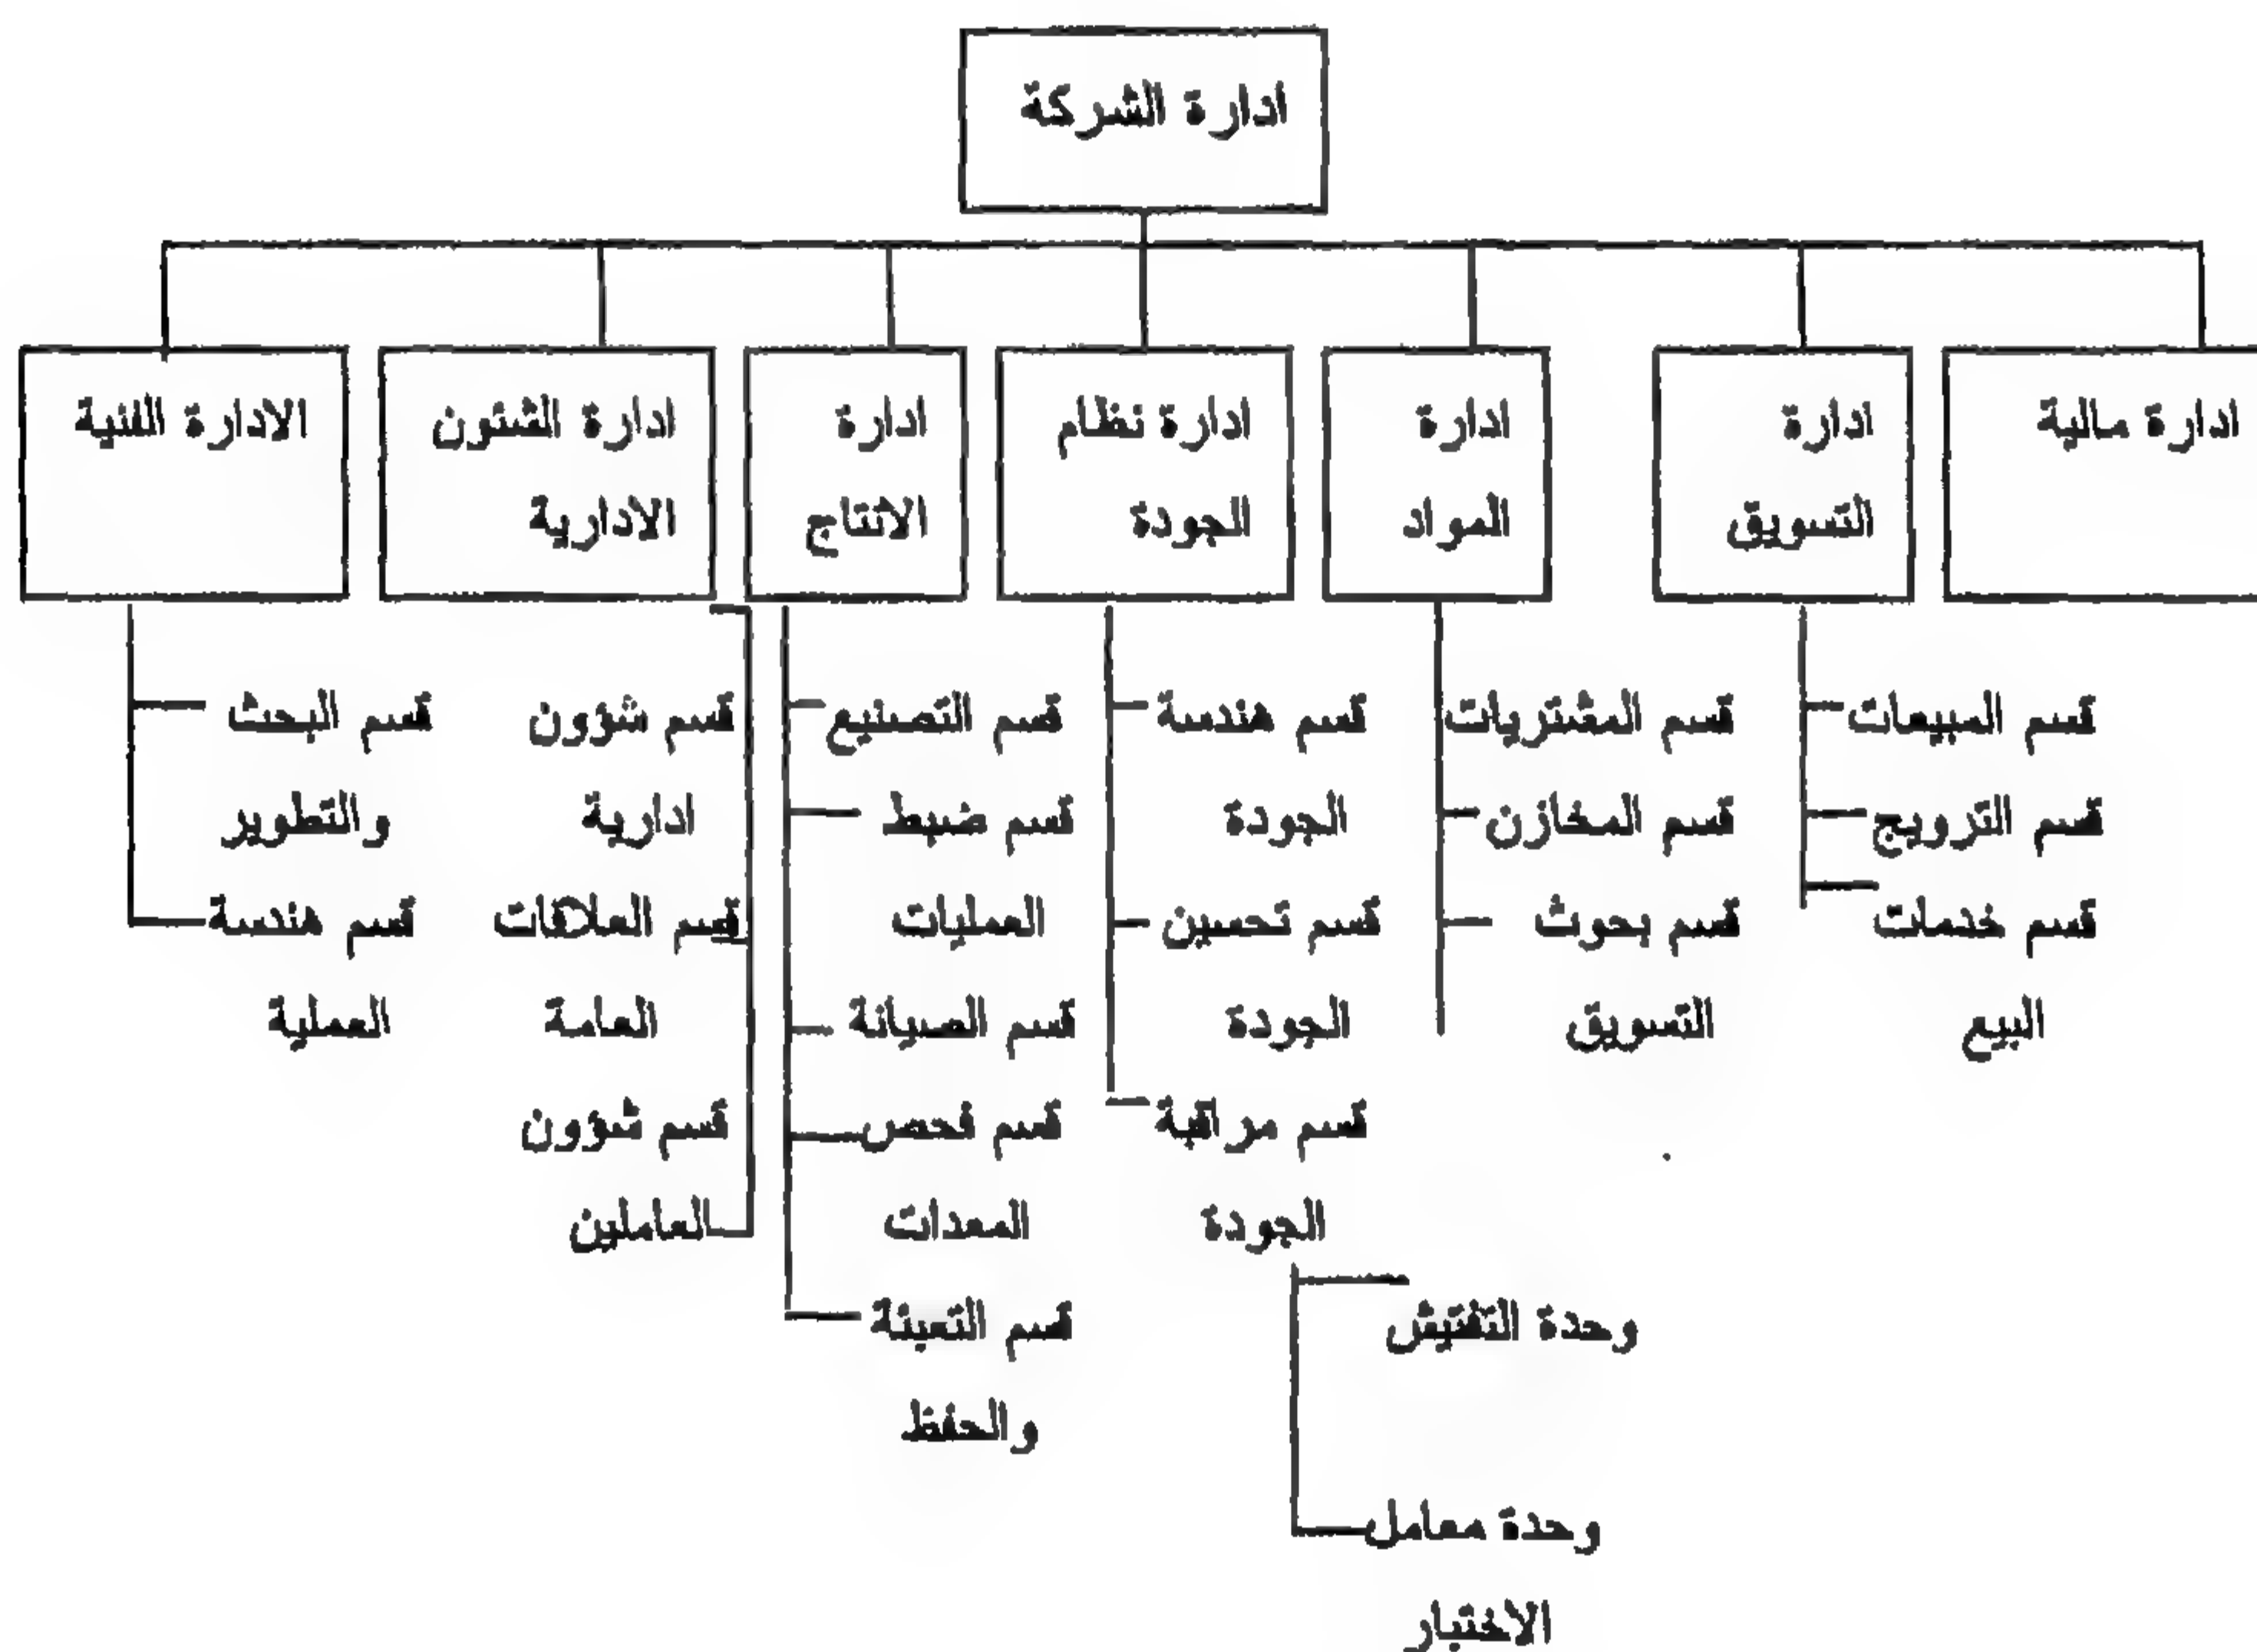 ادارة الشركة
ادارة مالية
ادارة
التسويق
ادارة
المواد
ادارة نظام
الجودة
ادارة
الانتاج
ادارة الشئون
الادارية
الادارة الفنية
قسم المبيعات
قسم الترويج
قسم خدمات
البيع
قسم المشتريات
قسم المخازن
قسم بحوث
التسويق
قسم هندسة
الجودة
قسم تحسين
الجودة
قسم مراقبة
الجودة
وحدة التفتيش
وحدة معامل
الاختبار
قسم التصنيع
قسم ضبط
العمليات
قسم الصيانة
قسم فحص
المعدات
قسم التعبئة
والحفظ
قسم شؤون
ادارية
قسم العلاقات
العامة
قسم شؤون
العاملين
قسم البحث
والتطوير
قسم هندسة
العملية